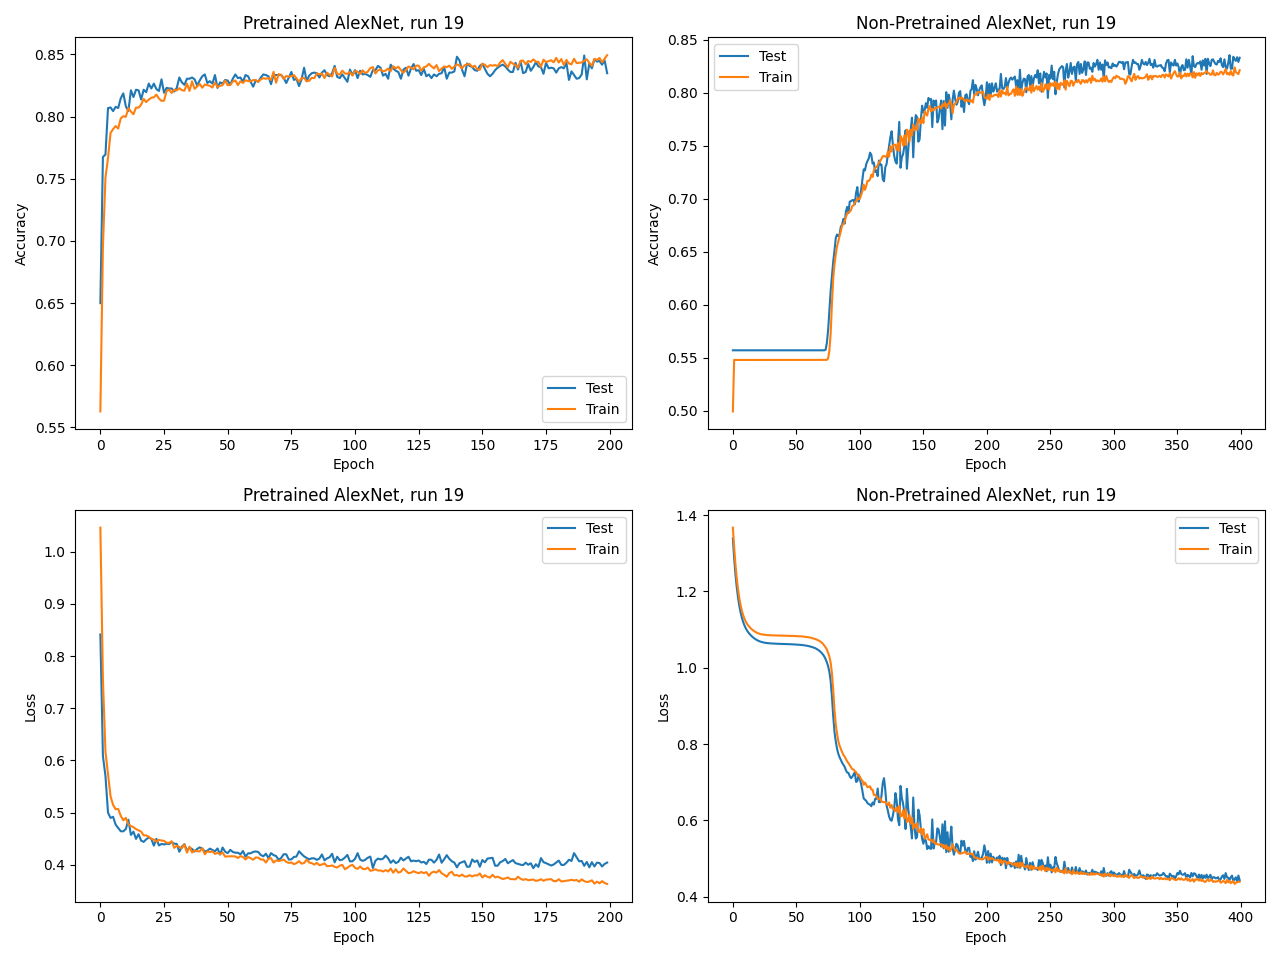 Pretrained AlexNet, run 19
0.85
0.80
0.75
0.70
0.65
0.60
0.55
Accuracy
Test
Train
0 25 50 75 100 125 150 175 200
Epoch
Non-Pretrained AlexNet, run 19
0.85
0.80
0.75
0.70
0.65
0.60
0.55
0.50
Accuracy
Test
Train
0 50 100 150 200 250 300 350 400
Epoch
Pretrained AlexNet, run 19
1.0
0.9
0.8
0.7
0.6
0.5
0.4
Loss
Test
Train
0 25 50 75 100 125 150 175 200
Epoch
Non-Pretrained AlexNet, run 19
1.4
1.2
1.0
0.8
0.6
0.4
Loss
Test
Train
0 50 100 150 200 250 300 350 400
Epoch